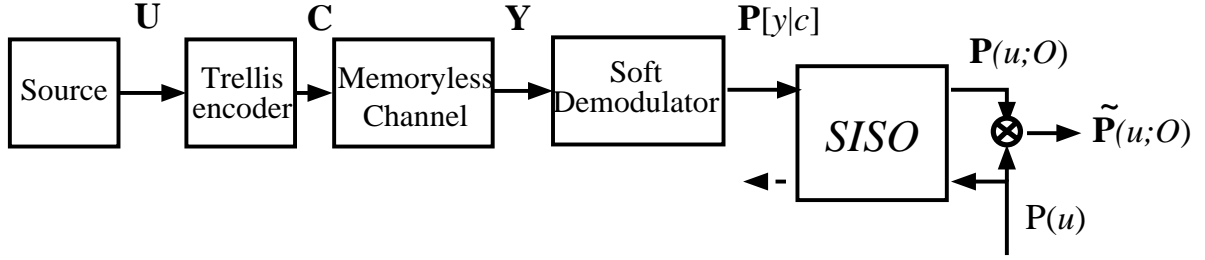 U
C
Y
P[y|c]
Source
Trellis
encoder
Memoryless
Channel
Soft
Demodulator
SISO
P(u;O)
P̃(u;O)
P(u)